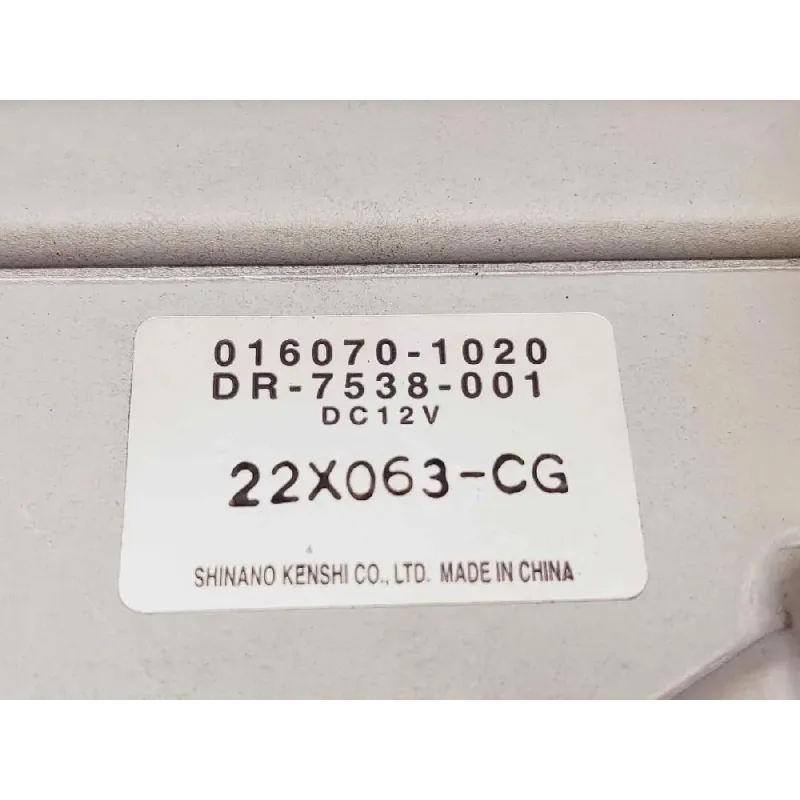 016070-1020
DR-7538-001
DC12V
22X063-CG
SHINANO KENSHI CO., LTD. MADE IN CHINA